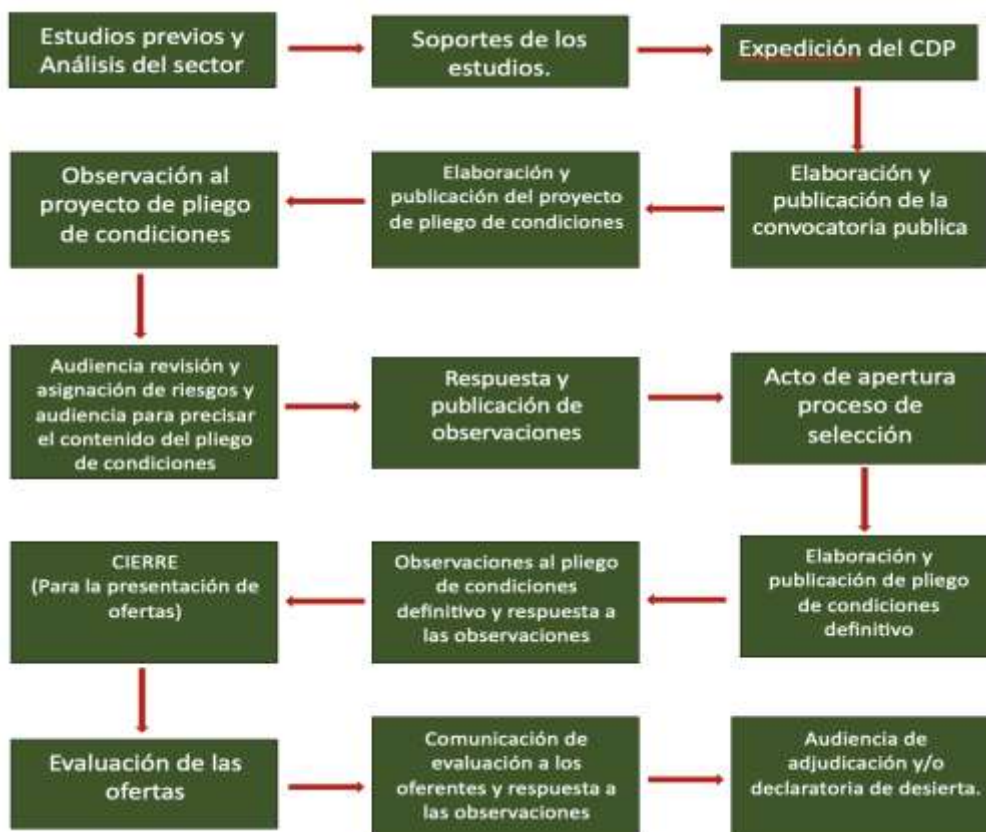 Estudios previos y
Análisis del sector
Soportes de los
estudios.
Expedición del CDP
Elaboración y
publicación de la
convocatoria publica
Elaboración y
publicación del proyecto
de pliego de condiciones
Observación al
proyecto de pliego
de condiciones
Audiencia revisión y
asignación de riesgos y
audiencia para precisar
el contenido del pliego
de condiciones
Respuesta y
publicación de
observaciones
Acto de apertura
proceso de
selección
Elaboración y
publicación de pliego
de condiciones
definitivo
Observaciones al pliego
de condiciones
definitivo y respuesta a
las observaciones
CIERRE
(Para la presentación de
ofertas)
Evaluación de las
ofertas
Comunicación de
evaluación a los
oferentes y respuesta a
las observaciones
Audiencia de
adjudicación y/o
declaratoria de desierta.